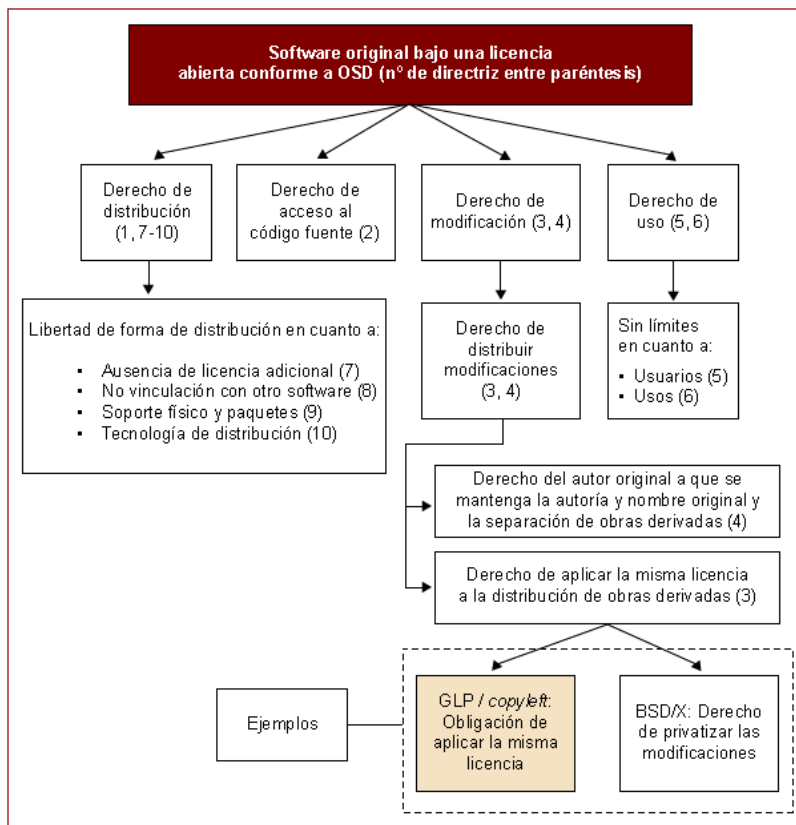 Software original bajo una licencia
abierta conforme a OSD (nº de directriz entre paréntesis)
Derecho de
distribución
(1, 7-10)
Derecho de
acceso al
código fuente (2)
Derecho de
modificación (3, 4)
Derecho de
uso (5, 6)
Libertad de forma de distribución en cuanto a:
▪ Ausencia de licencia adicional (7)
▪ No vinculación con otro software (8)
▪ Soporte físico y paquetes (9)
▪ Tecnología de distribución (10)
Derecho de
distribuir
modificaciones
(3, 4)
Sin límites
en cuanto a:
▪ Usuarios (5)
▪ Usos (6)
Derecho del autor original a que se
mantenga la autoría y nombre original y
la separación de obras derivadas (4)
Derecho de aplicar la misma licencia
a la distribución de obras derivadas (3)
Ejemplos
GLP / copyleft:
Obligación de
aplicar la misma
licencia
BSD/X: Derecho
de privatizar las
modificaciones